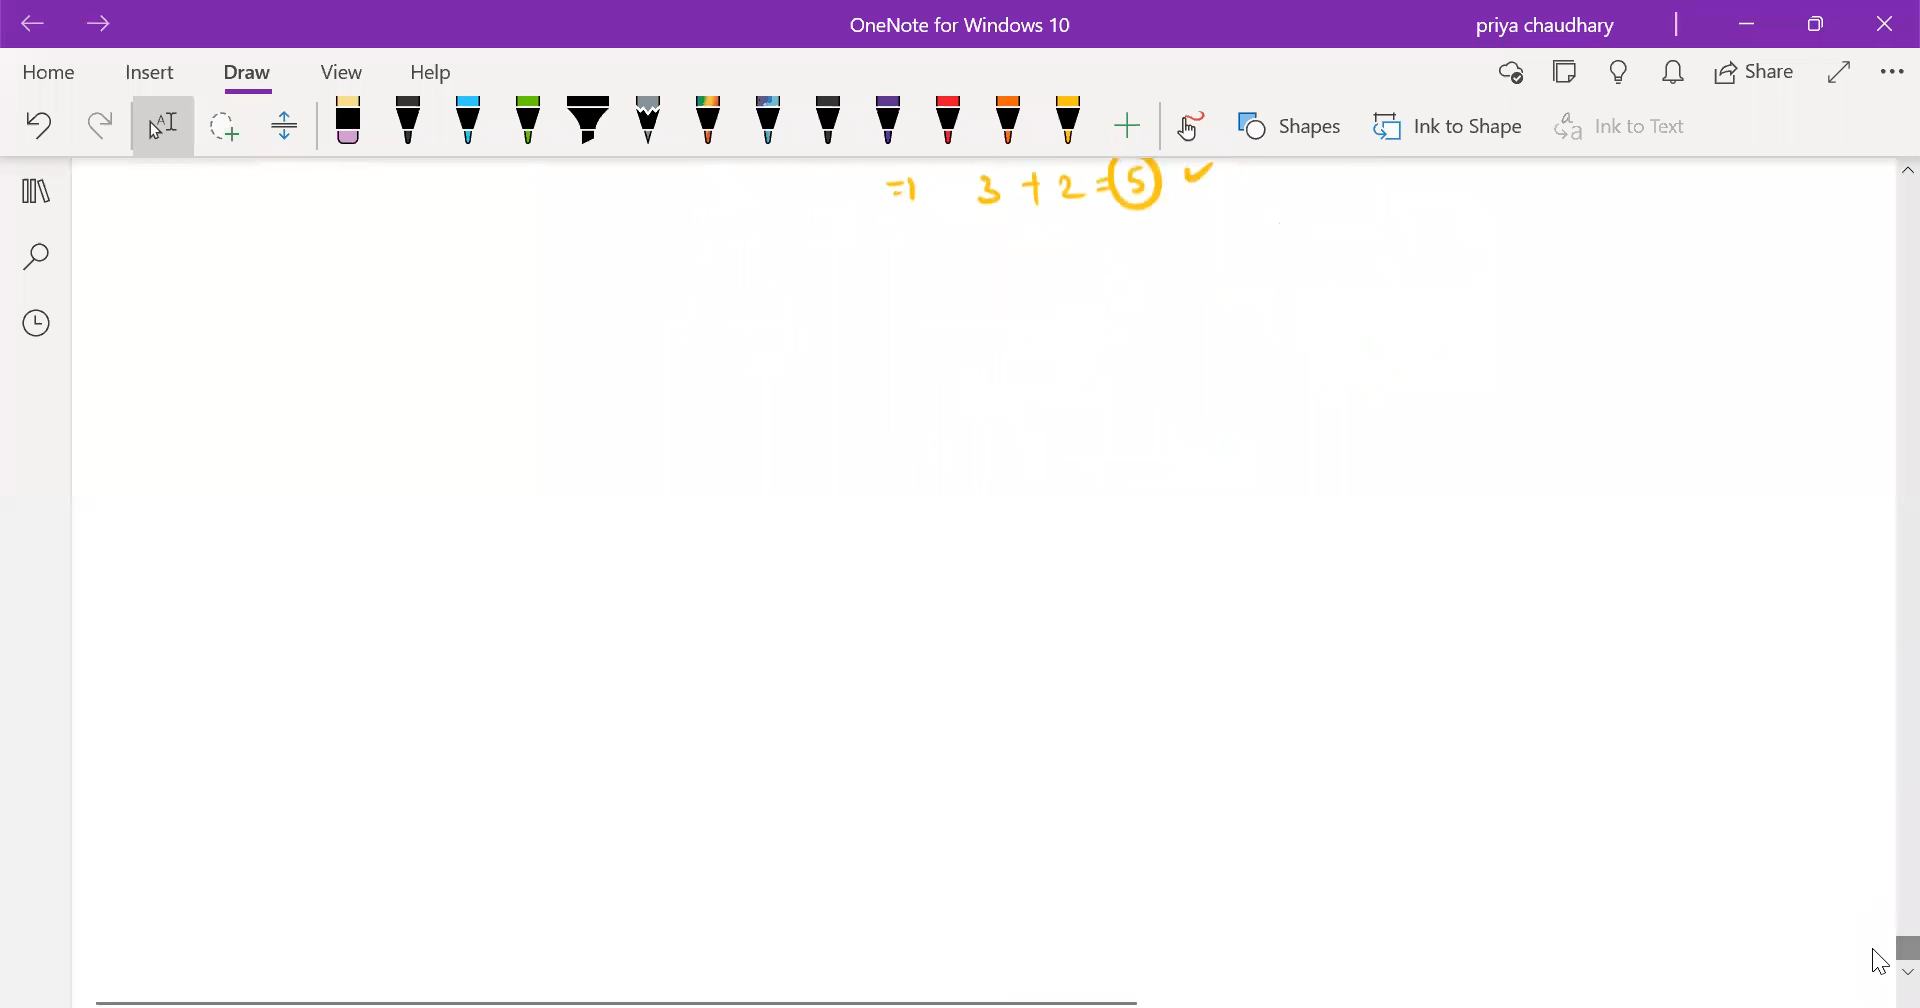 OneNote for Windows 10
priya chaudhary
Home Insert Draw View Help Share
Shapes Ink to Shape Ink to Text
=1 3 + 2 = 5 ✓